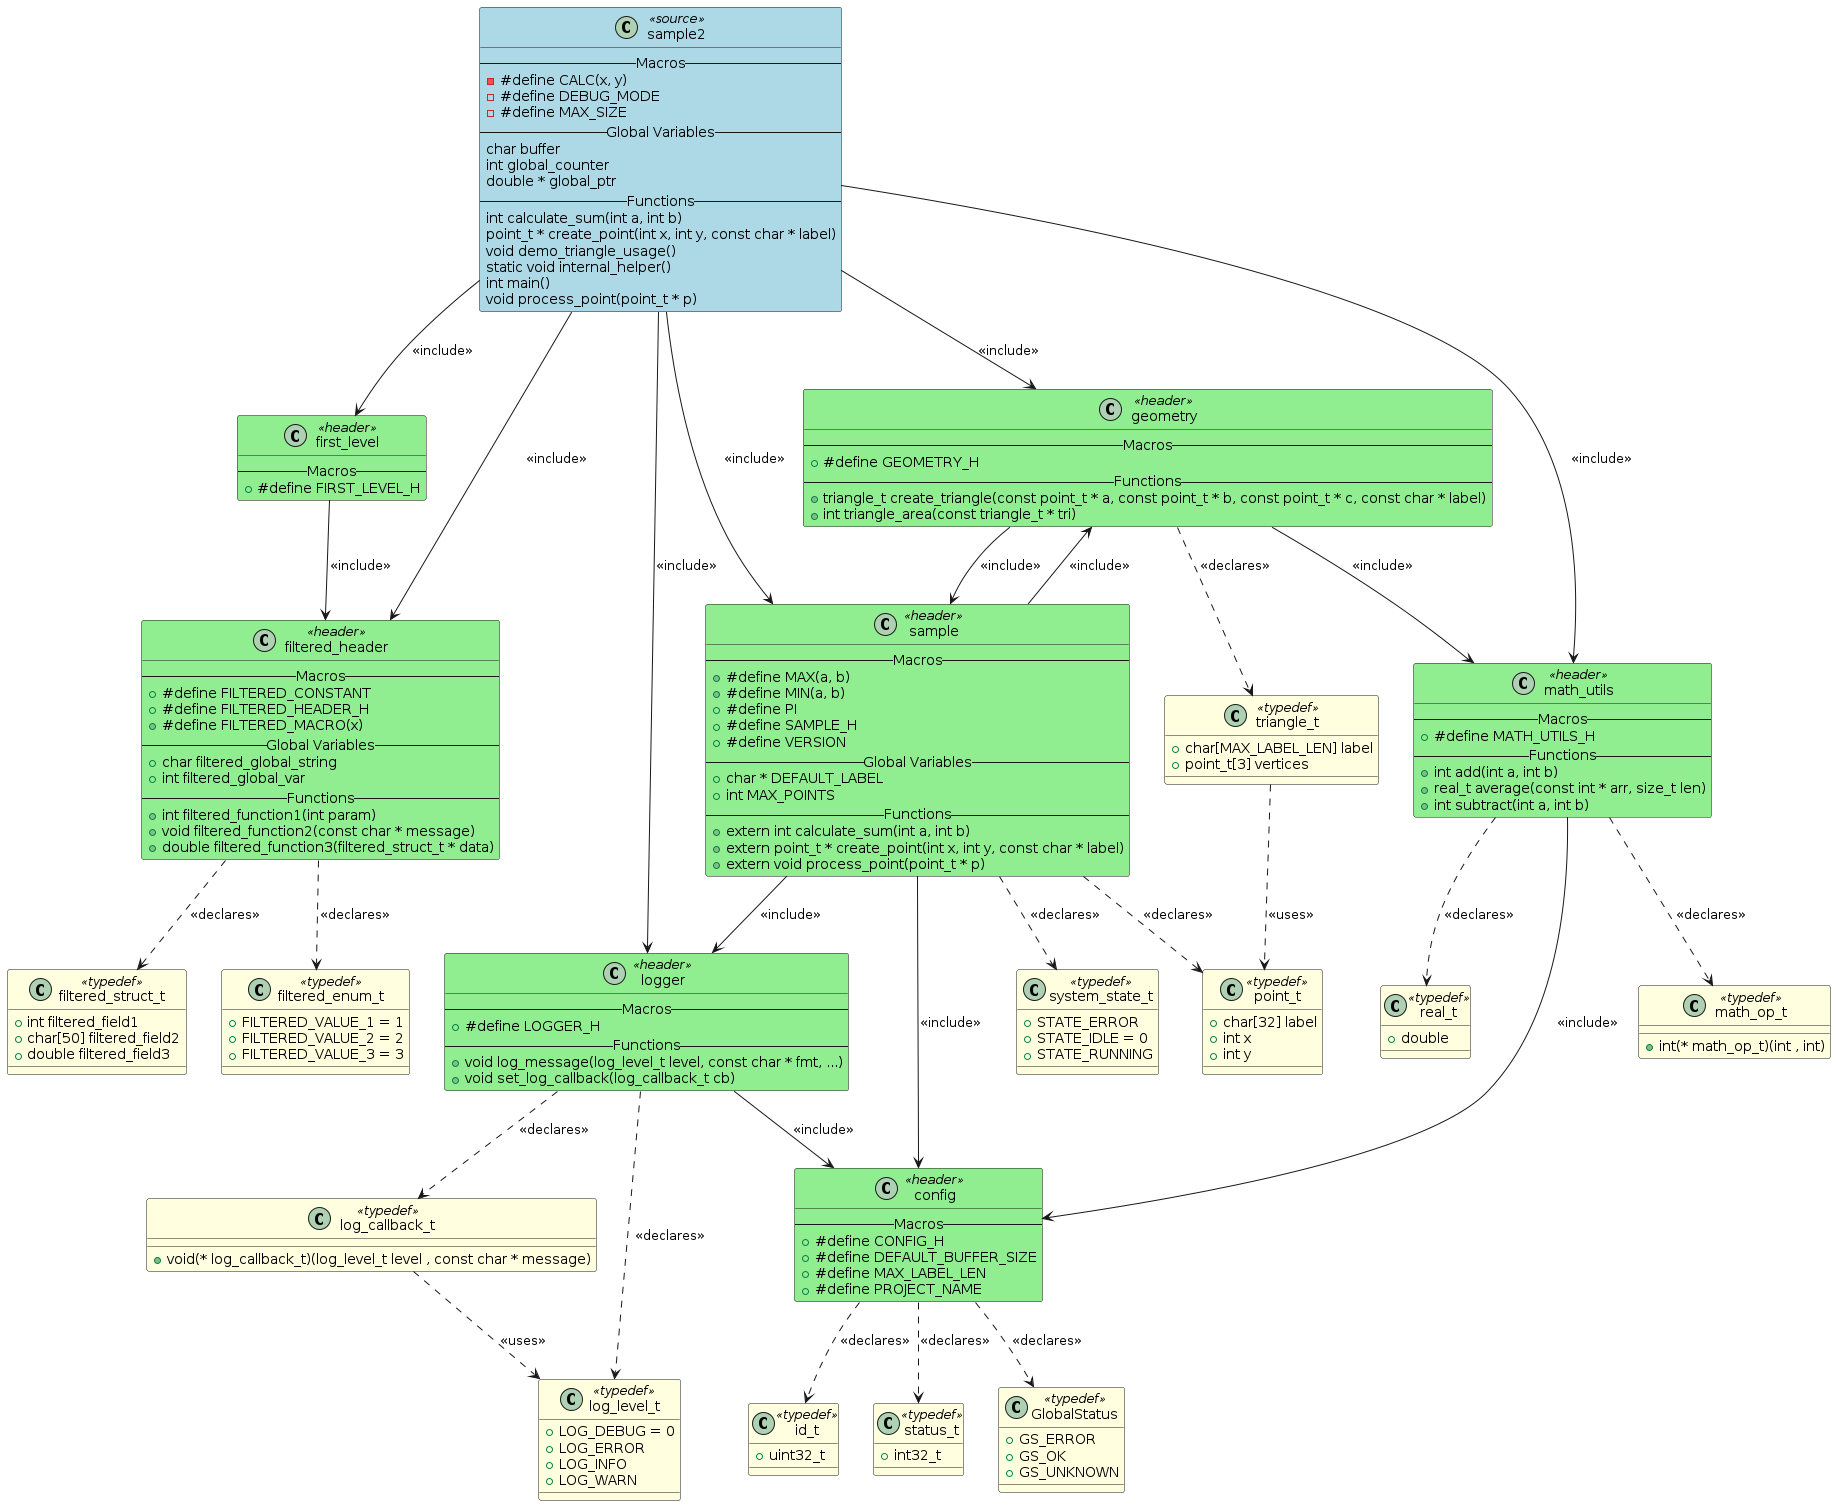 «source»
C
sample2
Macros
#define CALC(x, y)
#define DEBUG_MODE
#define MAX_SIZE
Global Variables
char buffer
int global_counter
double * global_ptr
Functions
int calculate_sum(int a, int b)
point_t * create_point(int x, int y, const char * label)
void demo_triangle_usage()
static void internal_helper()
int main()
void process_point(point_t * p)
«include»
«include»
«header»
C
geometry
Macros
#define GEOMETRY_H
Functions
triangle_t create_triangle(const point_t * a, const point_t * b, const point_t * c, const char * label)
int triangle_area(const triangle_t * tri)
«header»
C
first_level
Macros
#define FIRST_LEVEL_H
«include»
«include»
«include»
«include»
«include»
«include»
«include»
«declares»
«include»
«header»
C
filtered_header
Macros
#define FILTERED_CONSTANT
#define FILTERED_HEADER_H
#define FILTERED_MACRO(x)
Global Variables
char filtered_global_string
int filtered_global_var
Functions
int filtered_function1(int param)
void filtered_function2(const char * message)
double filtered_function3(filtered_struct_t * data)
«header»
C
sample
Macros
#define MAX(a, b)
#define MIN(a, b)
#define PI
#define SAMPLE_H
#define VERSION
Global Variables
char * DEFAULT_LABEL
int MAX_POINTS
Functions
extern int calculate_sum(int a, int b)
extern point_t * create_point(int x, int y, const char * label)
extern void process_point(point_t * p)
«typedef»
C
triangle_t
char[MAX_LABEL_LEN] label
point_t[3] vertices
«header»
C
math_utils
Macros
#define MATH_UTILS_H
Functions
int add(int a, int b)
real_t average(const int * arr, size_t len)
int subtract(int a, int b)
«declares»
«declares»
«include»
«declares»
«declares»
«uses»
«declares»
«declares»
«typedef»
C
filtered_struct_t
int filtered_field1
char[50] filtered_field2
double filtered_field3
«typedef»
C
filtered_enum_t
FILTERED_VALUE_1 = 1
FILTERED_VALUE_2 = 2
FILTERED_VALUE_3 = 3
«header»
C
logger
Macros
#define LOGGER_H
Functions
void log_message(log_level_t level, const char * fmt, ...)
void set_log_callback(log_callback_t cb)
«include»
«typedef»
C
system_state_t
STATE_ERROR
STATE_IDLE = 0
STATE_RUNNING
«typedef»
C
point_t
char[32] label
int x
int y
«typedef»
C
real_t
double
«include»
«typedef»
C
math_op_t
int(* math_op_t)(int , int)
«declares»
«include»
«typedef»
C
log_callback_t
void(* log_callback_t)(log_level_t level , const char * message)
«declares»
«header»
C
config
Macros
#define CONFIG_H
#define DEFAULT_BUFFER_SIZE
#define MAX_LABEL_LEN
#define PROJECT_NAME
«uses»
«declares»
«declares»
«declares»
«typedef»
C
log_level_t
LOG_DEBUG = 0
LOG_ERROR
LOG_INFO
LOG_WARN
«typedef»
C
id_t
uint32_t
«typedef»
C
status_t
int32_t
«typedef»
C
GlobalStatus
GS_ERROR
GS_OK
GS_UNKNOWN